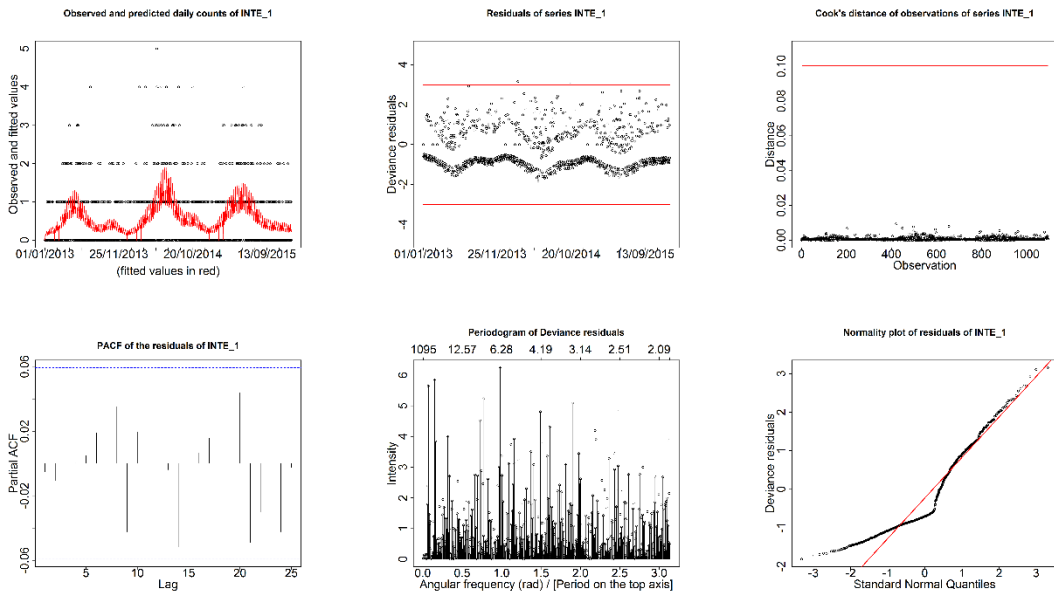 Observed and predicted daily counts of INTE_1
Observed and fitted values
5
4
3
2
1
0
01/01/2013 25/11/2013 20/10/2014 13/09/2015
(fitted values in red)
Residuals of series INTE_1
Deviance residuals
4
2
0
-2
-4
01/01/2013 25/11/2013 20/10/2014 13/09/2015
Cook's distance of observations of series INTE_1
Distance
0.10
0.08
0.06
0.04
0.02
0.00
0 200 400 600 800 1000
Observation
PACF of the residuals of INTE_1
Partial ACF
0.06
0.02
-0.02
-0.06
5 10 15 20 25
Lag
Periodogram of Deviance residuals
1095 12.57 6.28 4.19 3.14 2.51 2.09
Intensity
6
5
4
3
2
1
0
0.0 0.5 1.0 1.5 2.0 2.5 3.0
Angular frequency (rad) / [Period on the top axis]
Normality plot of residuals of INTE_1
Deviance residuals
3
2
1
0
-1
-2
-3 -2 -1 0 1 2 3
Standard Normal Quantiles